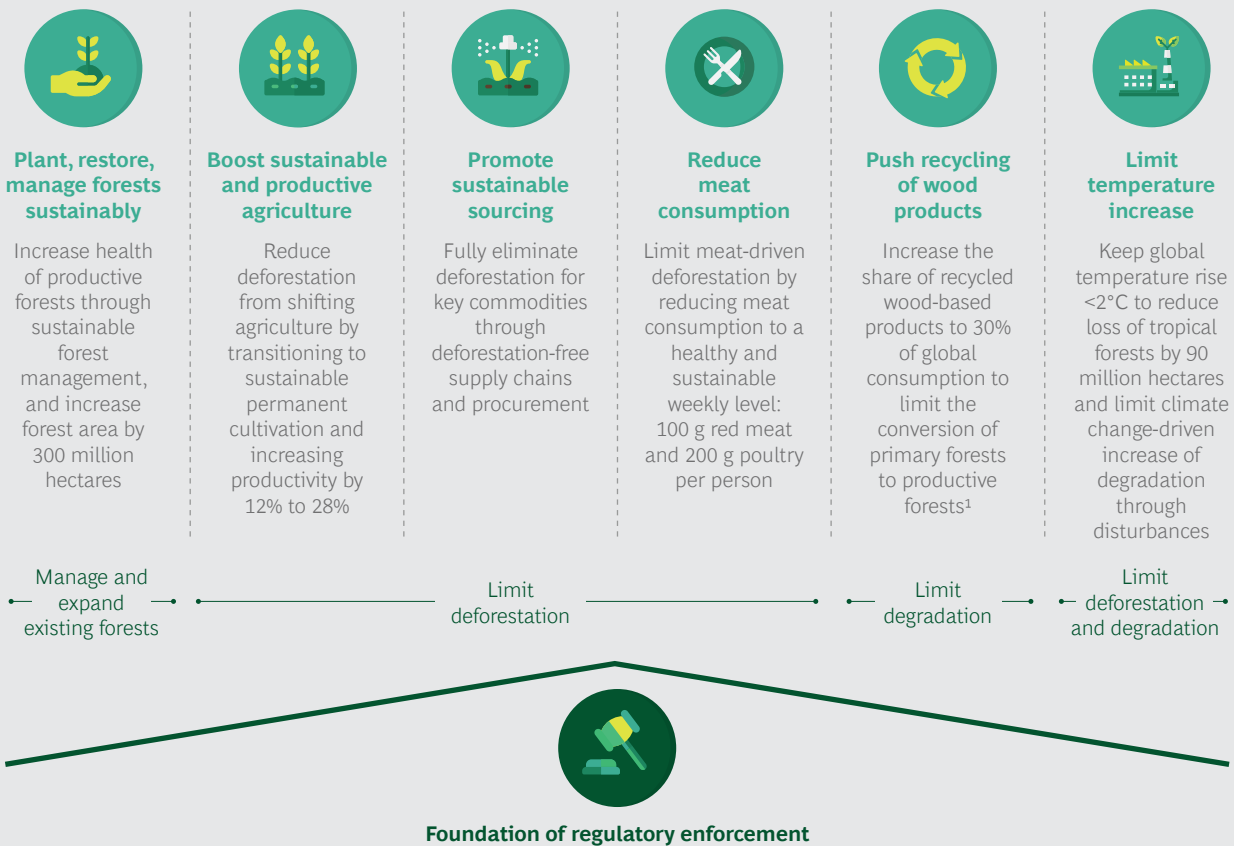 Plant, restore,
manage forests
sustainably
Increase health
of productive
forests through
sustainable
forest
management,
and increase
forest area by
300 million
hectares
Boost sustainable
and productive
agriculture
Reduce
deforestation
from shifting
agriculture by
transitioning to
sustainable
permanent
cultivation and
increasing
productivity by
12% to 28%
Promote
sustainable
sourcing
Fully eliminate
deforestation for
key commodities
through
deforestation-free
supply chains
and procurement
Reduce
meat
consumption
Limit meat-driven
deforestation by
reducing meat
consumption to a
healthy and
sustainable
weekly level:
100 g red meat
and 200 g poultry
per person
Push recycling
of wood
products
Increase the
share of recycled
wood-based
products to 30%
of global
consumption to
limit the
conversion of
primary forests
to productive
forests¹
Limit
temperature
increase
Keep global
temperature rise
<2°C to reduce
loss of tropical
forests by 90
million hectares
and limit climate
change-driven
increase of
degradation
through
disturbances
Manage and
expand
existing forests
Limit
deforestation
Limit
degradation
Limit
deforestation
and degradation
Foundation of regulatory enforcement